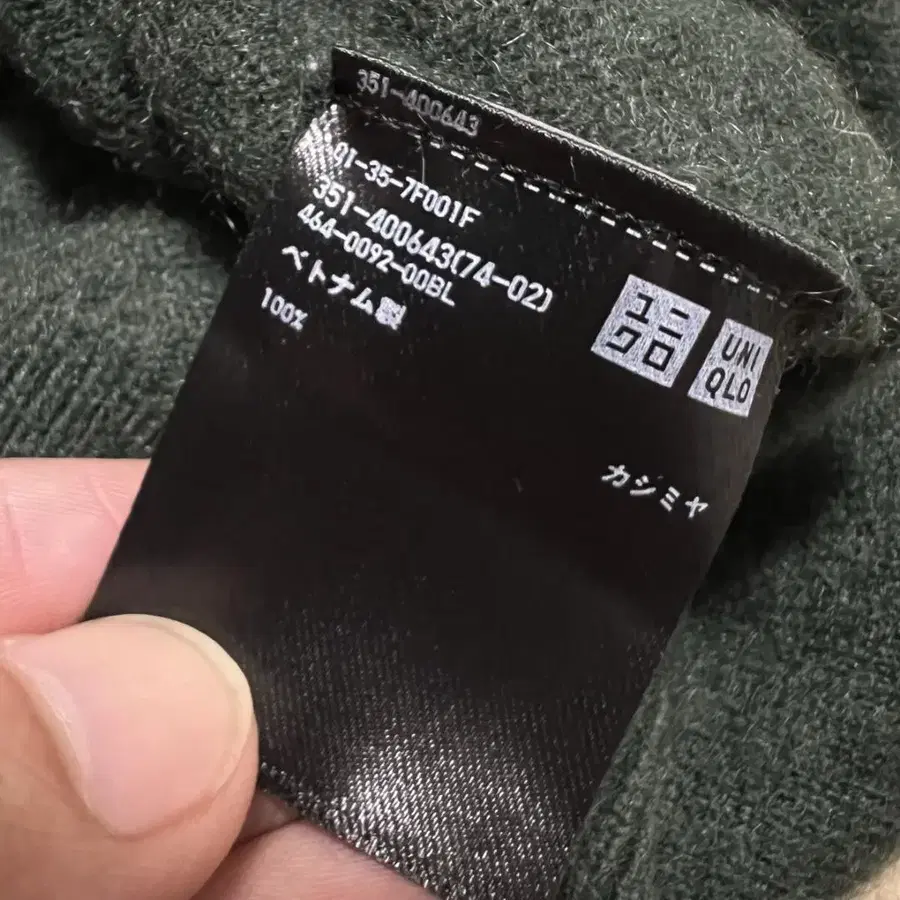 351-400643
01-35-7F001F
351-400643(74-02)
464-0092-00BL
ベトナム製
100%
ユニ
クロ
UNI
QLO
カシミヤ